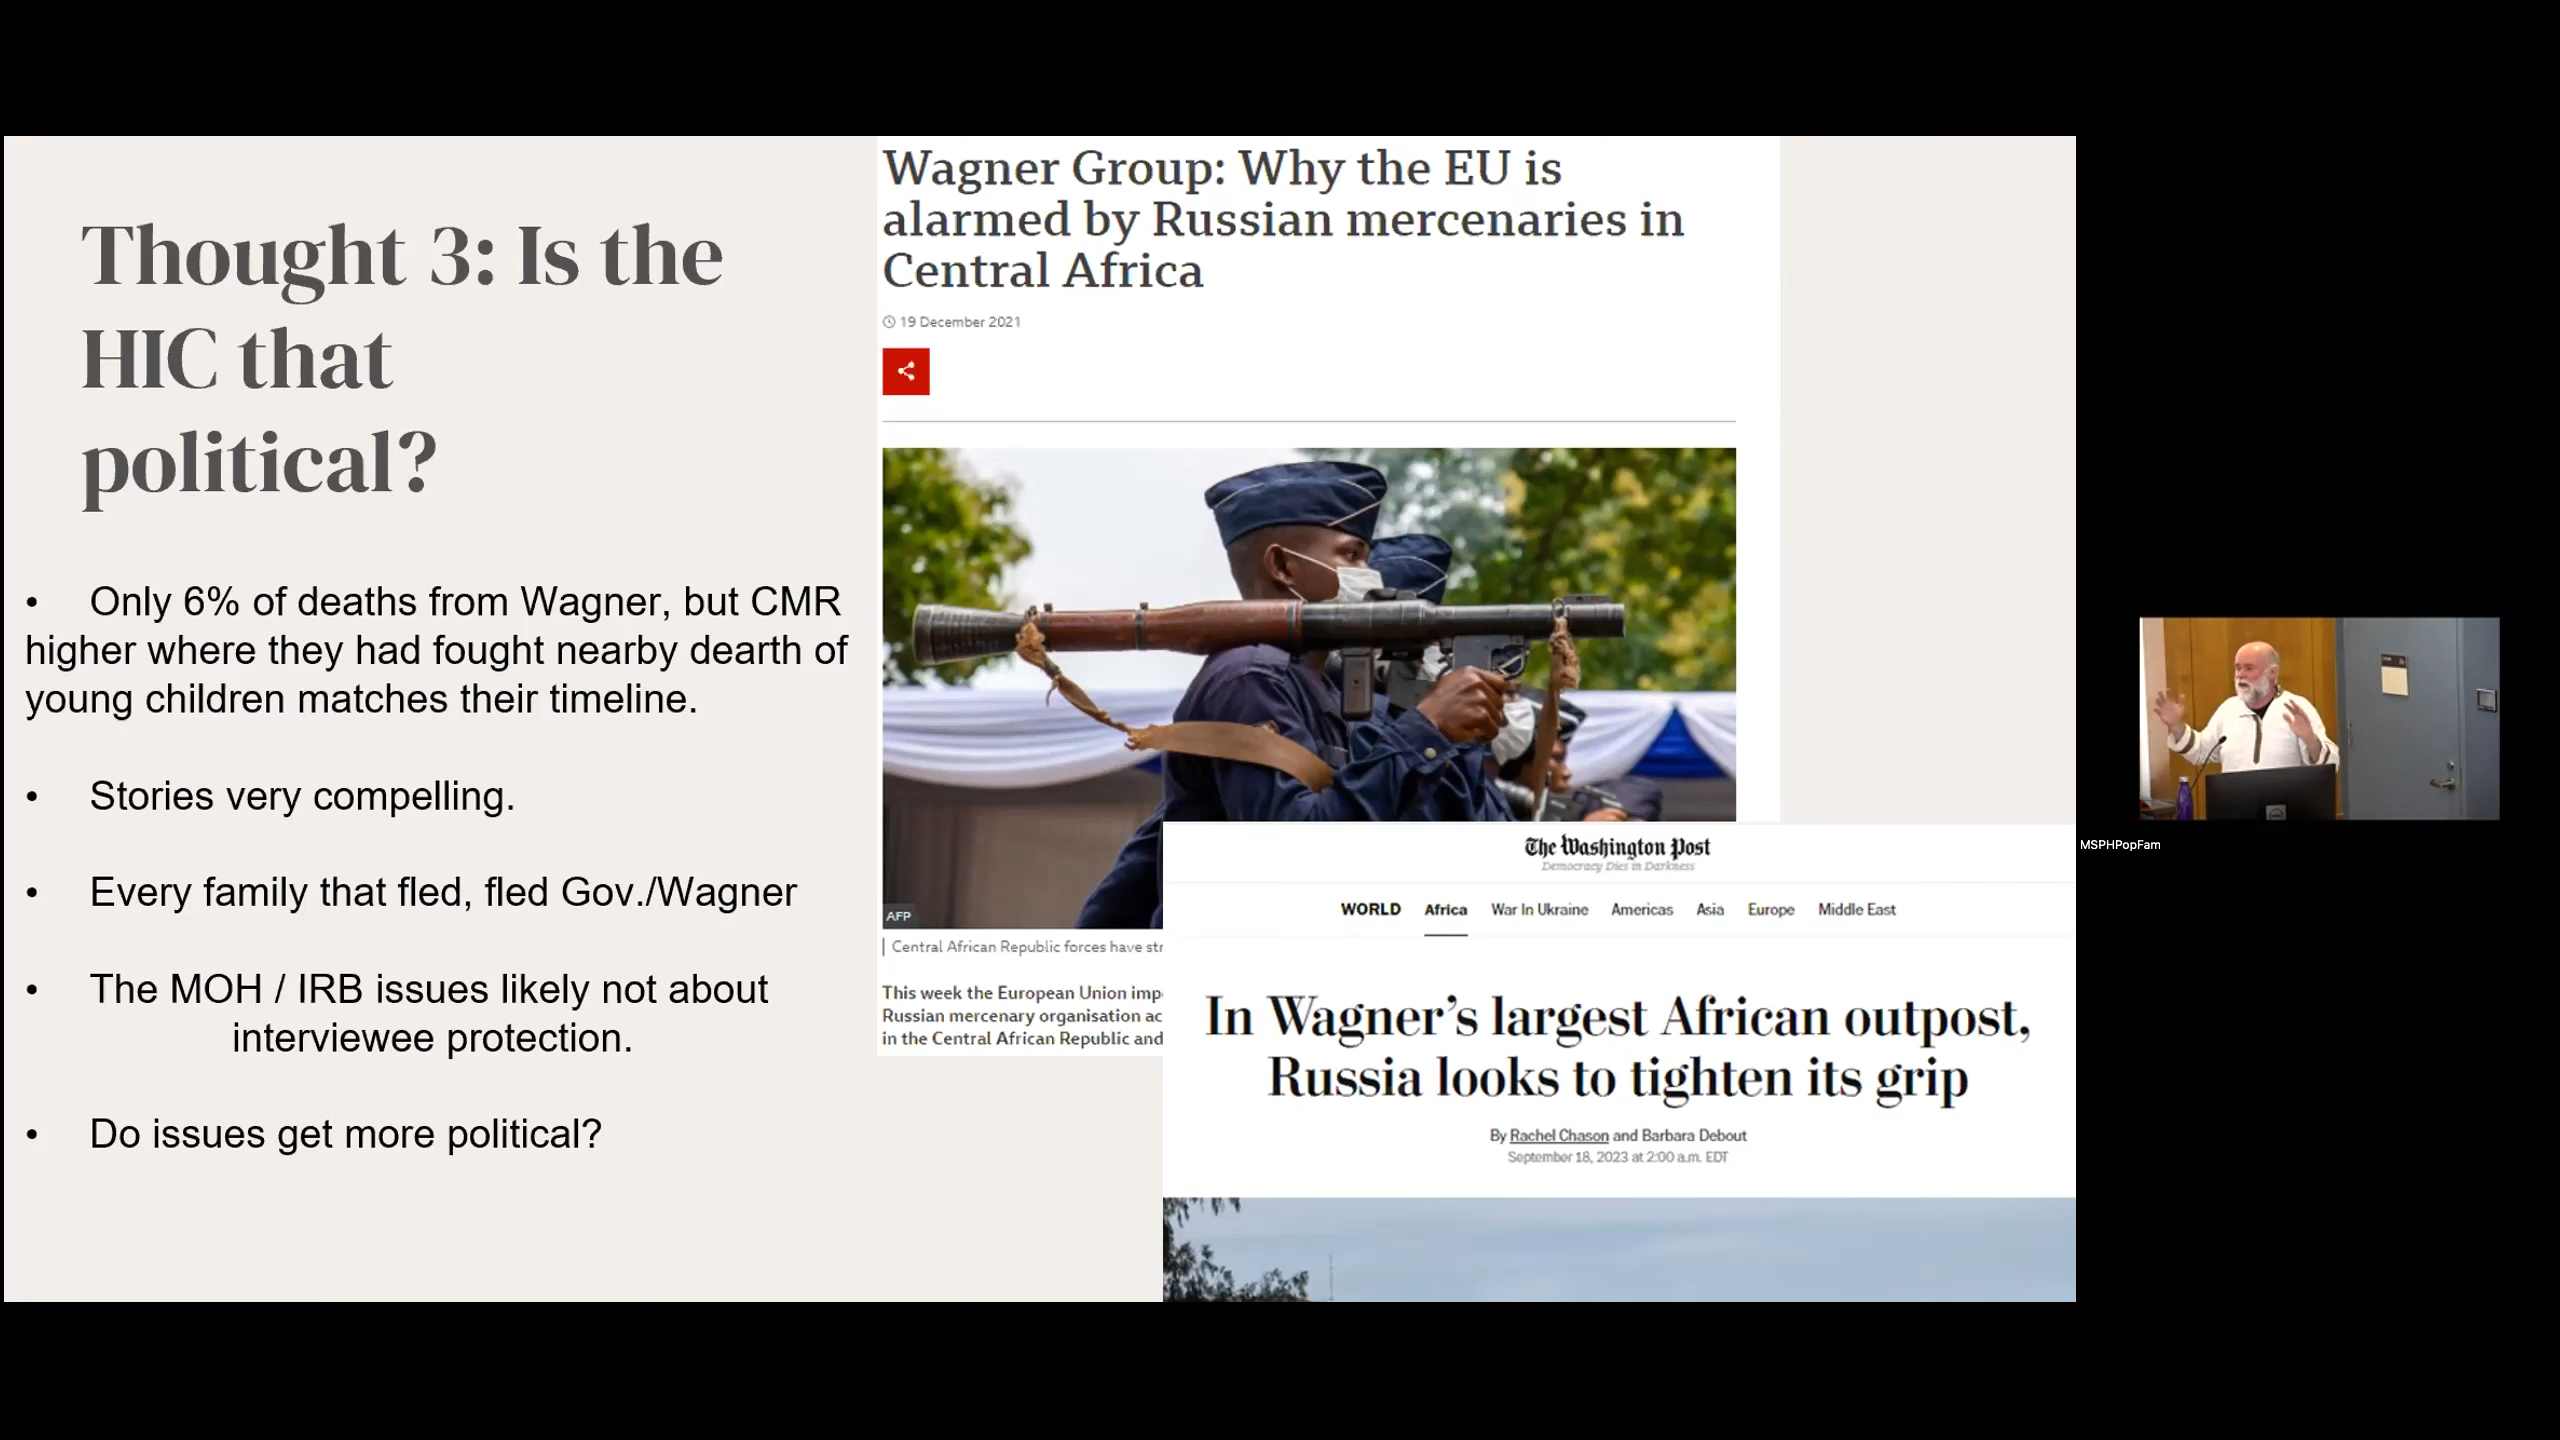 Thought 3: Is the
HIC that
political?
• Only 6% of deaths from Wagner, but CMR
higher where they had fought nearby dearth of
young children matches their timeline.
• Stories very compelling.
• Every family that fled, fled Gov./Wagner
• The MOH / IRB issues likely not about
interviewee protection.
• Do issues get more political?
Wagner Group: Why the EU is
alarmed by Russian mercenaries in
Central Africa
19 December 2021
AFP
Central African Republic forces have
This week the European Union
Russian mercenary organisation
in the Central African Republic and
The Washington Post
Democracy Dies in Darkness
WORLD Africa War In Ukraine Americas Asia Europe Middle East
In Wagner's largest African outpost,
Russia looks to tighten its grip
By Rachel Chason and Barbara Debout
September 18, 2023 at 2:00 a.m. EDT
MSPHPopFam